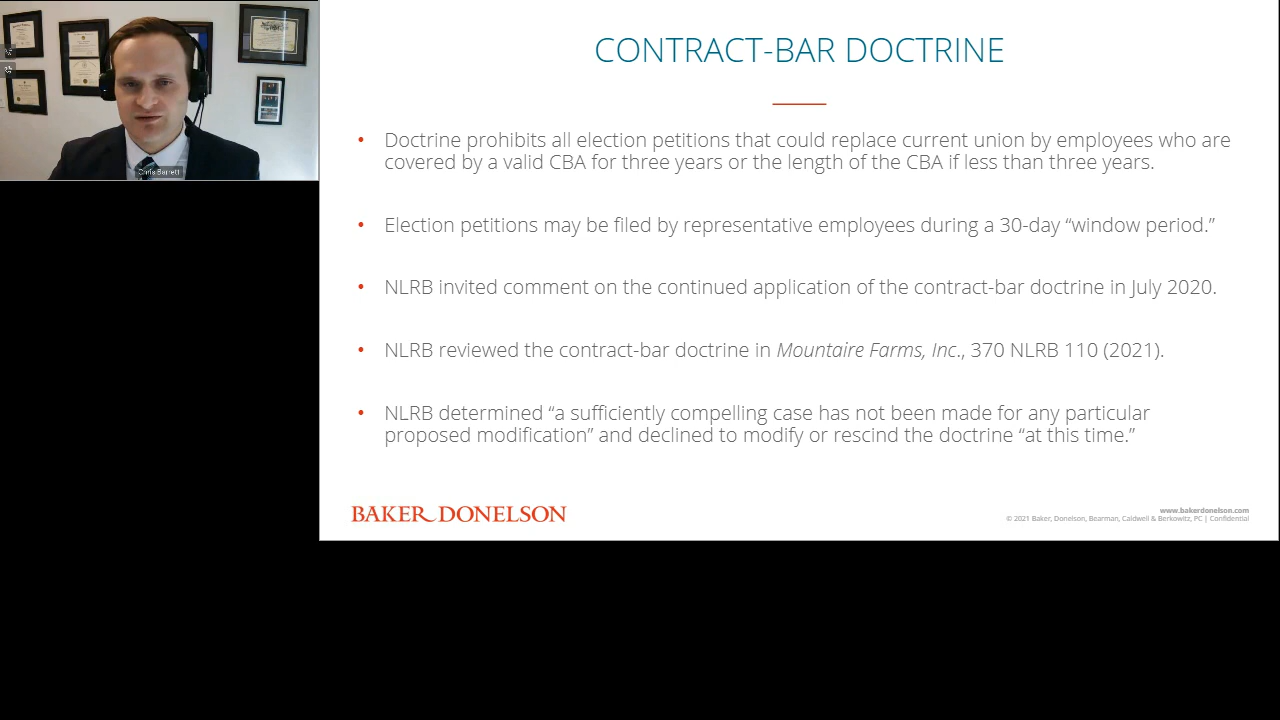 CONTRACT-BAR DOCTRINE
• Doctrine prohibits all election petitions that could replace current union by employees who are
covered by a valid CBA for three years or the length of the CBA if less than three years.
• Election petitions may be filed by representative employees during a 30-day “window period.”
• NLRB invited comment on the continued application of the contract-bar doctrine in July 2020.
• NLRB reviewed the contract-bar doctrine in Mountaire Farms, Inc., 370 NLRB 110 (2021).
• NLRB determined “a sufficiently compelling case has not been made for any particular
proposed modification” and declined to modify or rescind the doctrine “at this time.”
Chris Barrett
BAKER DONELSON
www.bakerdonelson.com
© 2021 Baker, Donelson, Bearman, Caldwell & Berkowitz, PC | Confidential